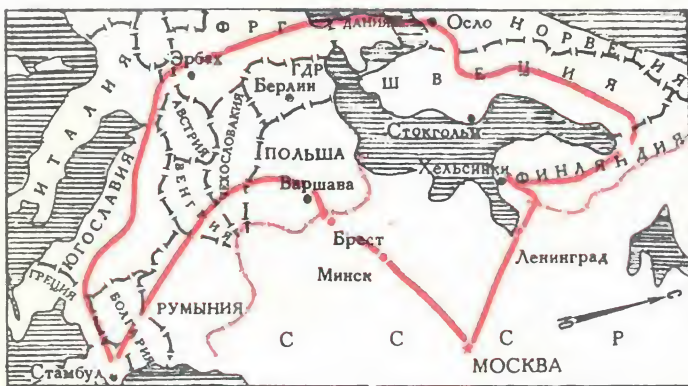 ФРГ
ДАНИЯ
Осло
НОРВЕГИЯ
ШВЕЦИЯ
ИТАЛИЯ
Эрбах
ГДР
Берлин
АВСТРИЯ
ЧЕХОСЛОВАКИЯ
Стокгольм
ПОЛЬША
Хельсинки
ФИНЛЯНДИЯ
ВЕНГРИЯ
Варшава
ЮГОСЛАВИЯ
Брест
Ленинград
Минск
ГРЕЦИЯ
БОЛГАРИЯ
РУМЫНИЯ
С С С Р
С
Стамбул
МОСКВА